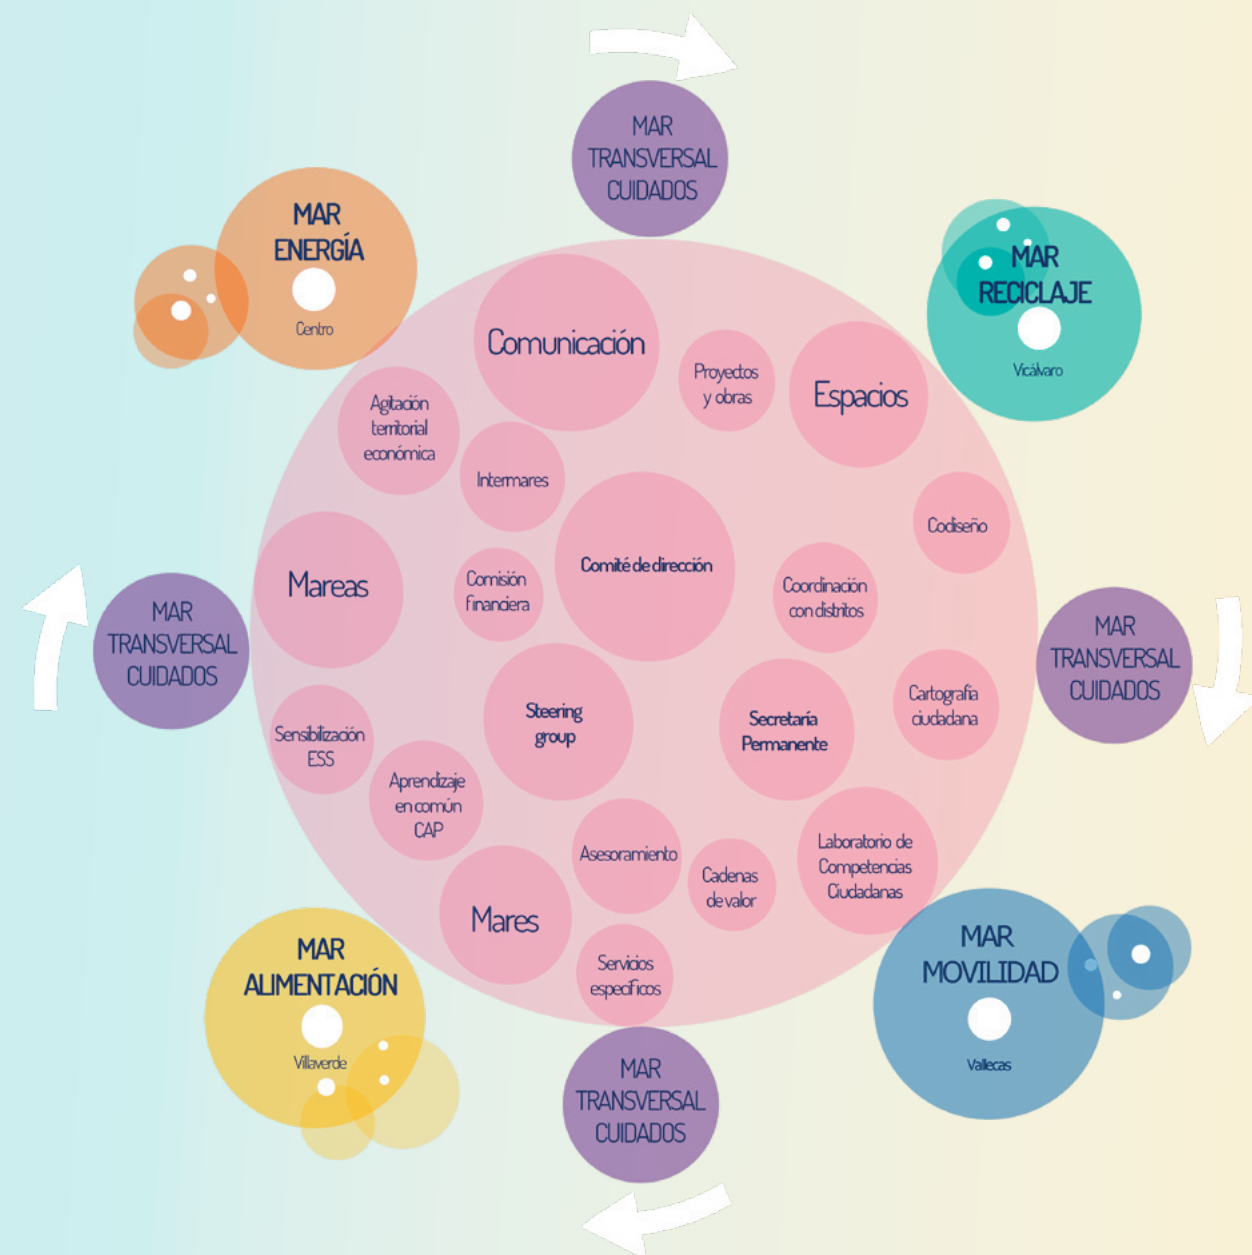 MAR
TRANSVERSAL
CUIDADOS
MAR
ENERGÍA
Centro
MAR
RECICLAJE
Vicálvaro
Comunicación
Proyectos
y obras
Espacios
Agitación
territorial
económica
Intermares
Codiseño
Comité de dirección
Mareas
Comisión
financiera
Coordinación
con distritos
MAR
TRANSVERSAL
CUIDADOS
MAR
TRANSVERSAL
CUIDADOS
Steering
group
Secretaría
Permanente
Cartografía
ciudadana
Sensibilización
ESS
Aprendizaje
en común
CAP
Asesoramiento
Cadenas
de valor
Laboratorio de
Competencias
Ciudadanas
Mares
Servicios
específicos
MAR
ALIMENTACIÓN
Villaverde
MAR
MOVILIDAD
Vallecas
MAR
TRANSVERSAL
CUIDADOS